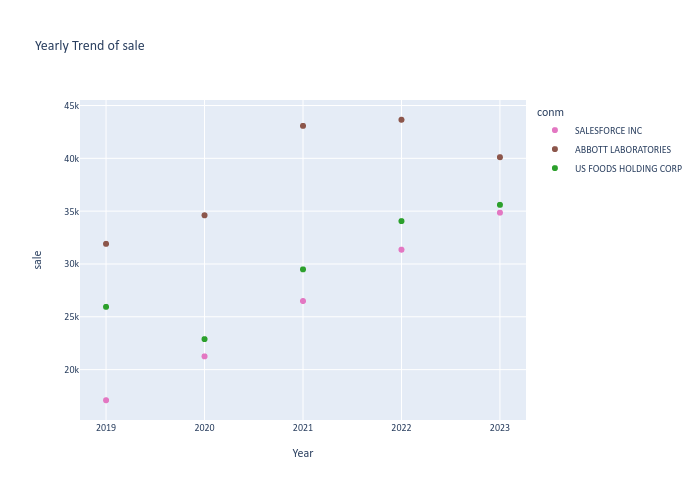 Yearly Trend of sale
conm
SALESFORCE INC
ABBOTT LABORATORIES
US FOODS HOLDING CORP
45k
40k
35k
30k
25k
20k
sale
2019 2020 2021 2022 2023
Year